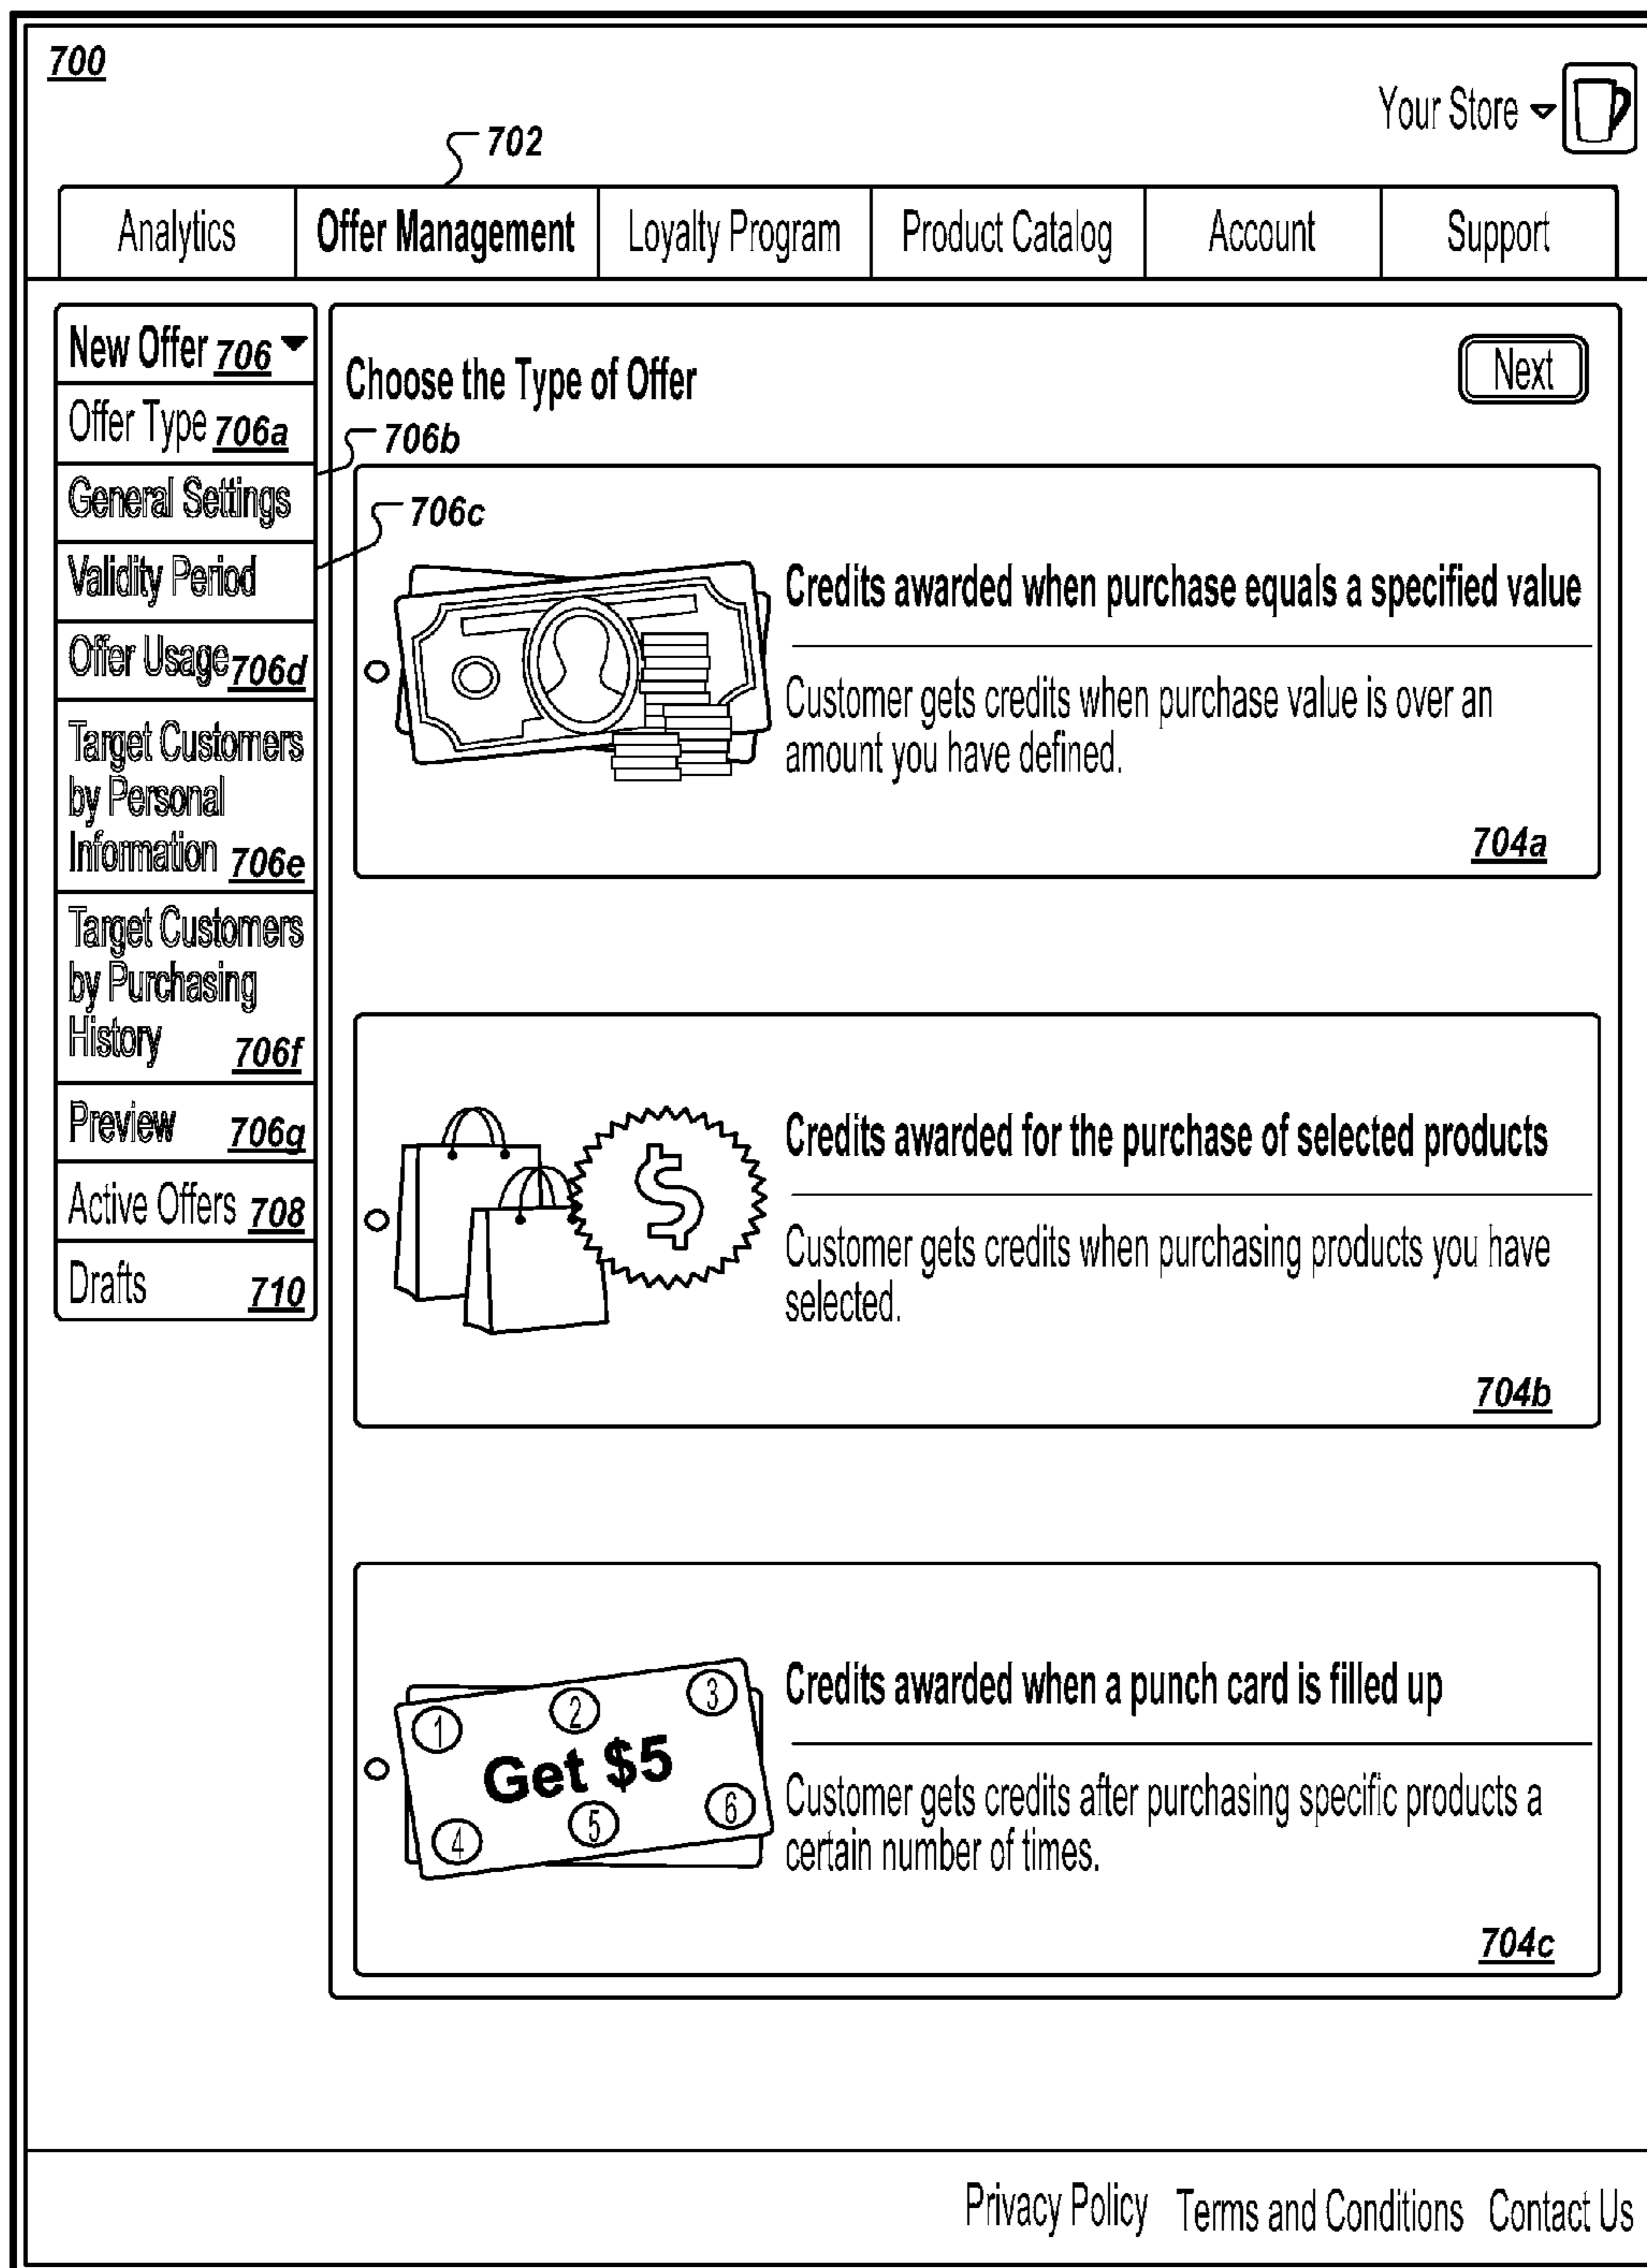 700
Your Store
702
Analytics
Offer Management
Loyalty Program
Product Catalog
Account
Support
New Offer 706
Offer Type 706a
706b
General Settings
706c
Validity Period
Offer Usage 706d
Target Customers
by Personal
Information 706e
Target Customers
by Purchasing
History 706f
Preview 706g
Active Offers 708
Drafts 710
Choose the Type of Offer
Next
Credits awarded when purchase equals a specified value
Customer gets credits when purchase value is over an
amount you have defined.
704a
$
Credits awarded for the purchase of selected products
Customer gets credits when purchasing products you have
selected.
704b
1 2 3
Get $5
4 5 6
Credits awarded when a punch card is filled up
Customer gets credits after purchasing specific products a
certain number of times.
704c
Privacy Policy Terms and Conditions Contact Us